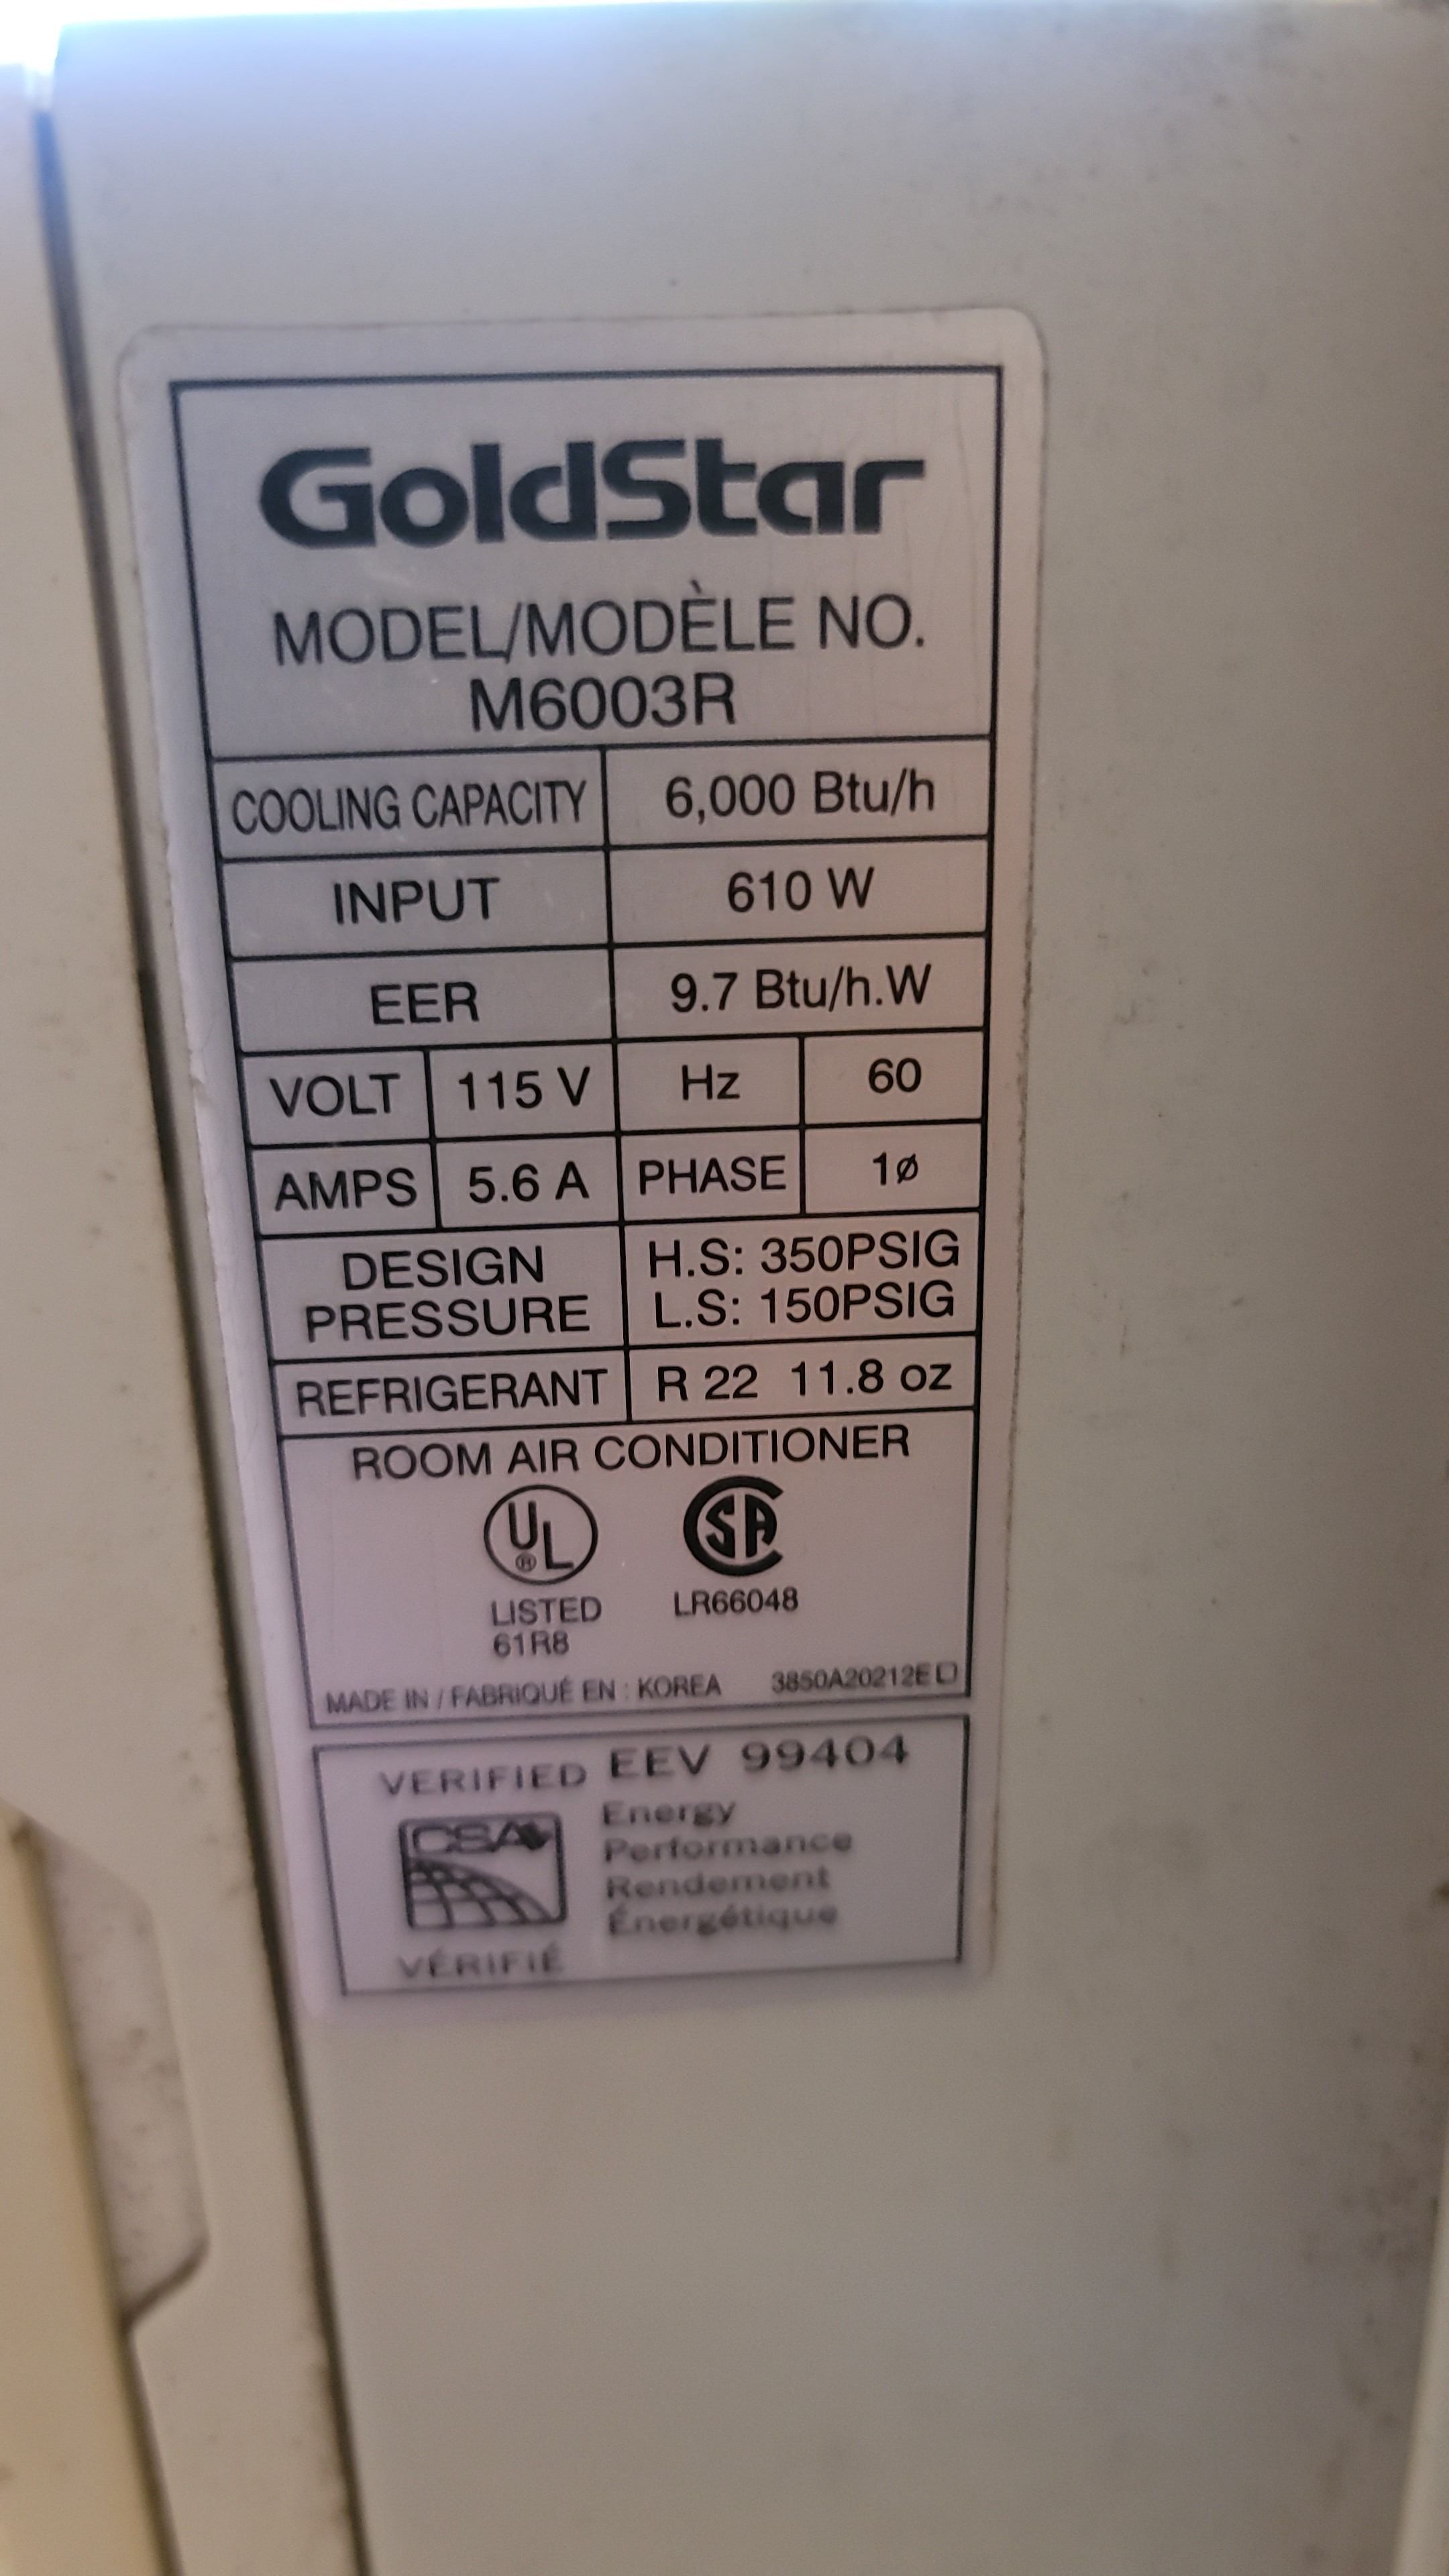 GoldStar
MODEL/MODÈLE NO.
M6003R
COOLING CAPACITY 6,000 Btu/h
INPUT 610 W
EER 9.7 Btu/h.W
VOLT 115 V Hz 60
AMPS 5.6 A PHASE 1ø
DESIGN PRESSURE H.S: 350PSIG
L.S: 150PSIG
REFRIGERANT R 22 11.8 oz
ROOM AIR CONDITIONER
UL ® SA
LISTED LR66048
61R8
MADE IN / FABRIQUÉ EN : KOREA 3850A20212E
VERIFIED EEV 99404
CSA Energy
Performance
Rendement
Énergétique
VÉRIFIÉ